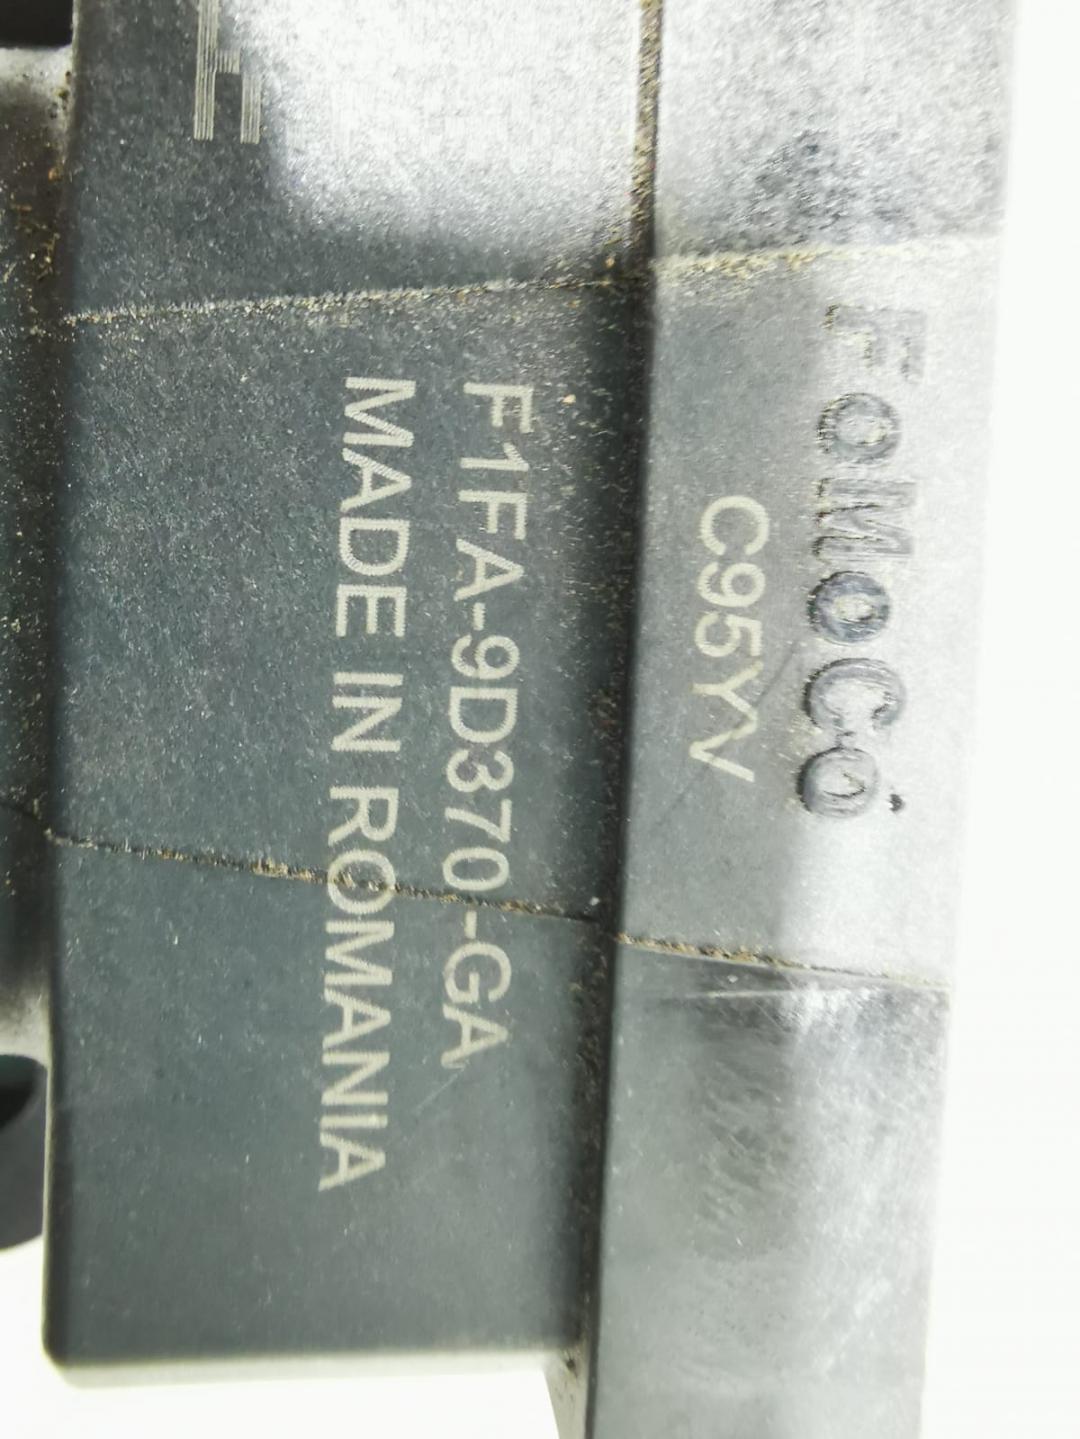 FoMoCo
C95YV
F1FA-9D370-GA
MADE IN ROMANIA